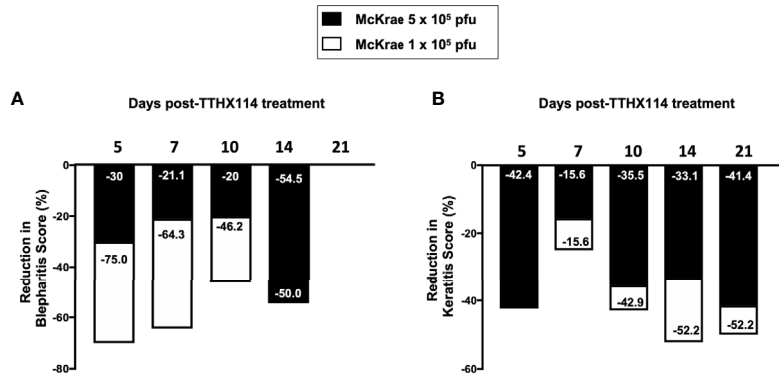 McKrae 5 x 10⁵ pfu
McKrae 1 x 10⁵ pfu
A
Days post-TTHX114 treatment
5 7 10 14 21
0
-20
-40
-60
-80
Reduction in
Blepharitis Score (%)
-30 -21.1 -20 -54.5
-75.0 -64.3 -46.2 -50.0
B
Days post-TTHX114 treatment
5 7 10 14 21
0
-20
-40
-60
Reduction in
Keratitis Score (%)
-42.4 -15.6 -35.5 -33.1 -41.4
-15.6 -42.9 -52.2 -52.2